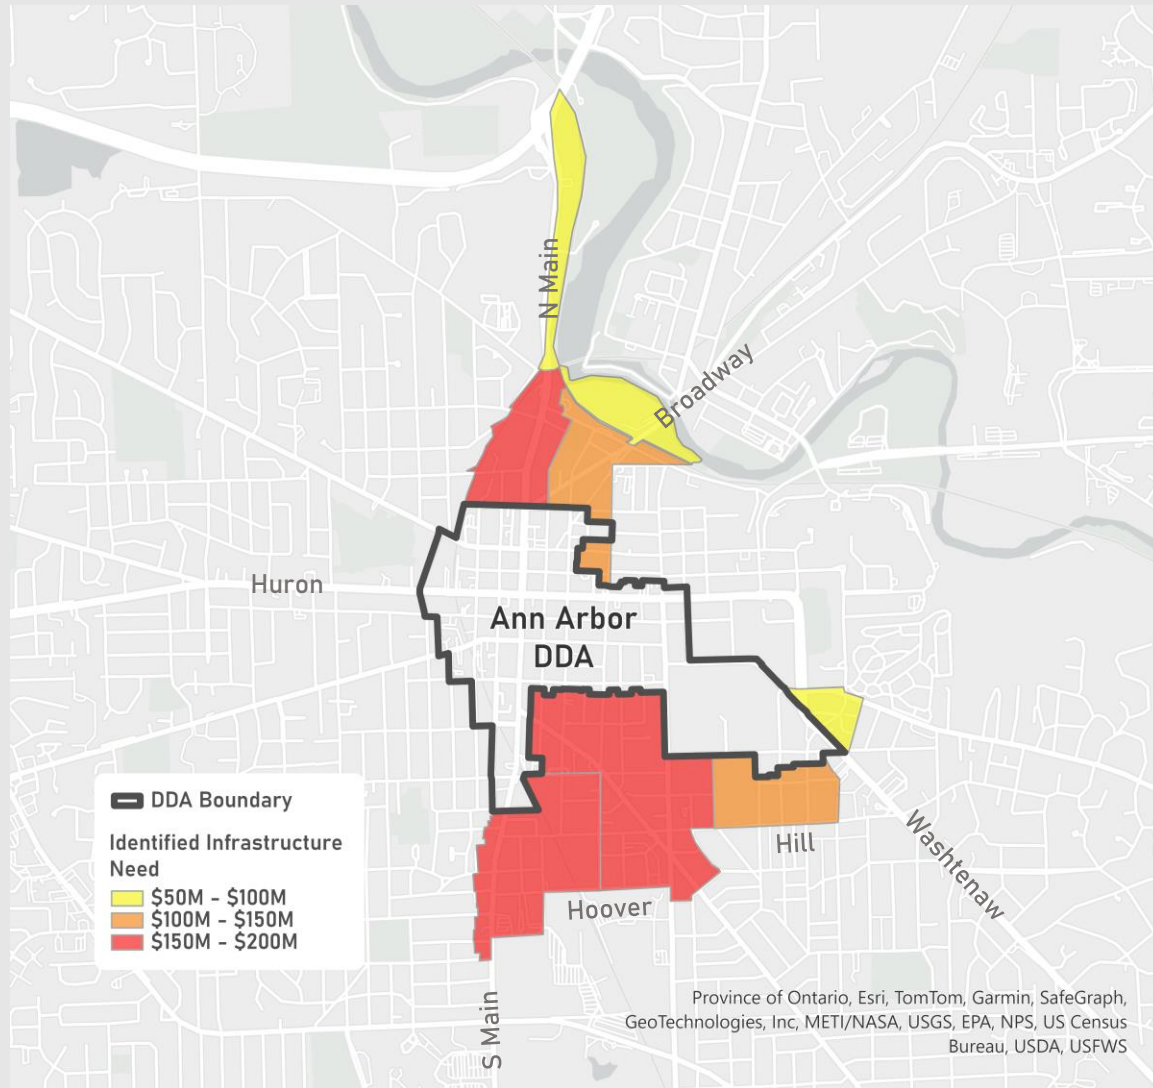 N Main
Broadway
Huron
Ann Arbor
DDA
DDA Boundary
Identified Infrastructure
Need
$50M - $100M
$100M - $150M
$150M - $200M
Hill
Washtenaw
Hoover
S Main
Province of Ontario, Esri, TomTom, Garmin, SafeGraph,
GeoTechnologies, Inc, METI/NASA, USGS, EPA, NPS, US Census
Bureau, USDA, USFWS